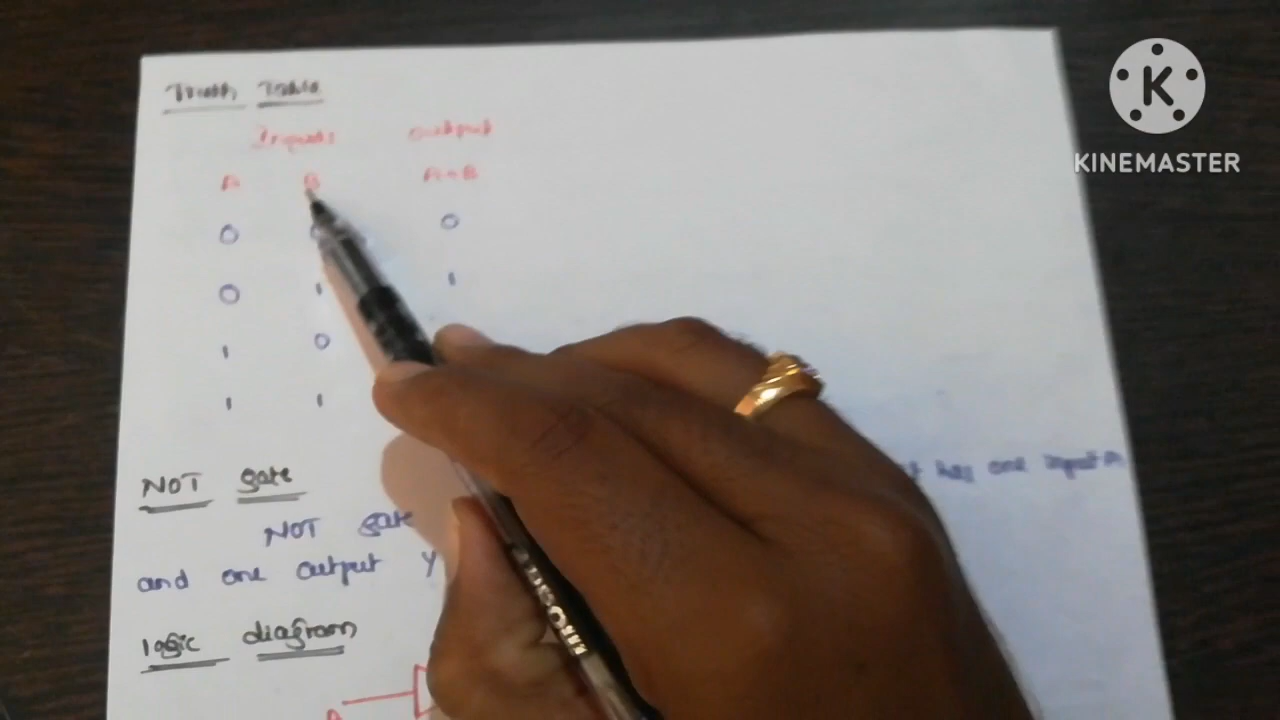 Truth Table
Inputs output
A B A+B
0 0 0
0 1 1
1 0
1 1
NOT gate
NOT gate has one input A
and one output Y
logic diagram
K
KINEMASTER